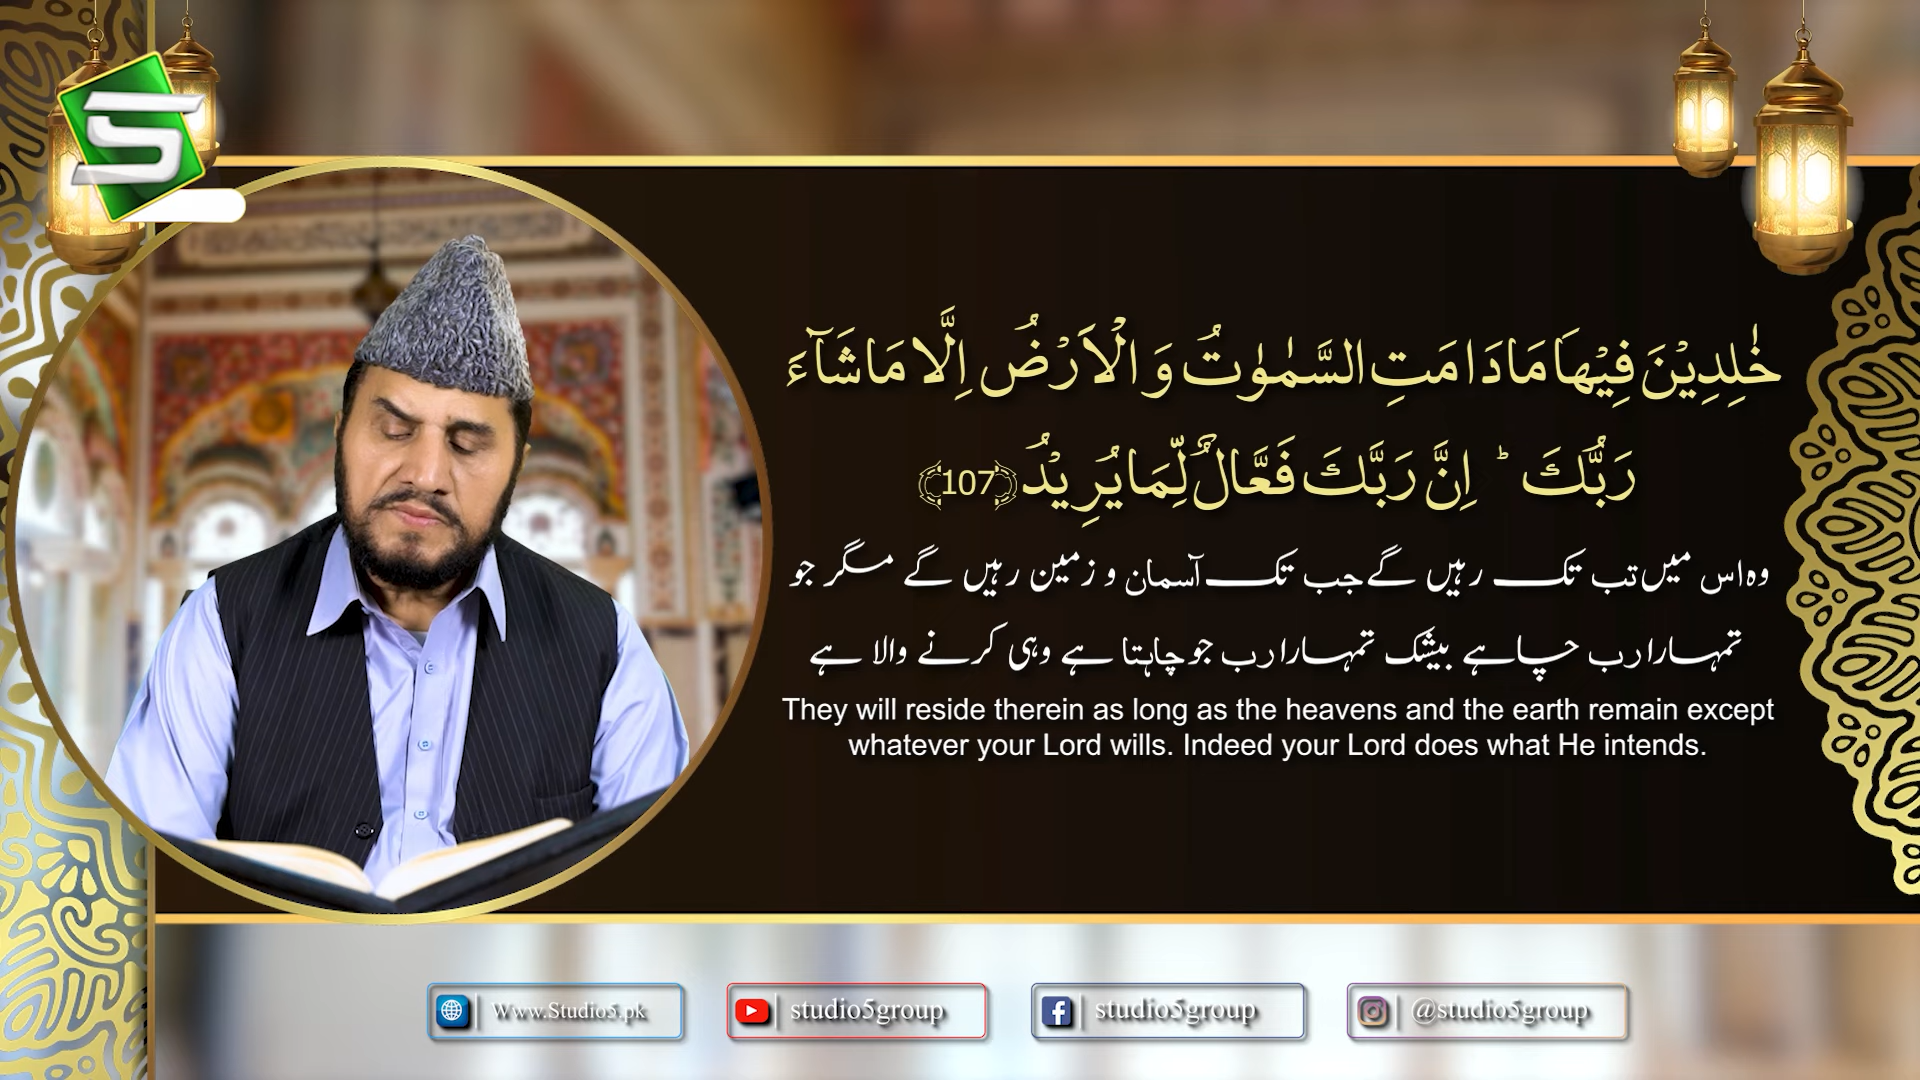 خٰلِدِيْنَ فِيْهَا مَا دَامَتِ السَّمٰوٰتُ وَ الْاَرْضُ اِلَّا مَا شَآءَ
رَبُّكَ ؕ اِنَّ رَبَّكَ فَعَّالٌ لِّمَا يُرِيْدُ ﴿107﴾
وہ اس میں تب تک رہیں گے جب تک آسمان و زمین رہیں گے مگر جو
تمہارا رب چاہے بیشک تمہارا رب جو چاہتا ہے وہی کرنے والا ہے
They will reside therein as long as the heavens and the earth remain except
whatever your Lord wills. Indeed your Lord does what He intends.
Www.Studio5.pk
studio5group
studio5group
@studio5group